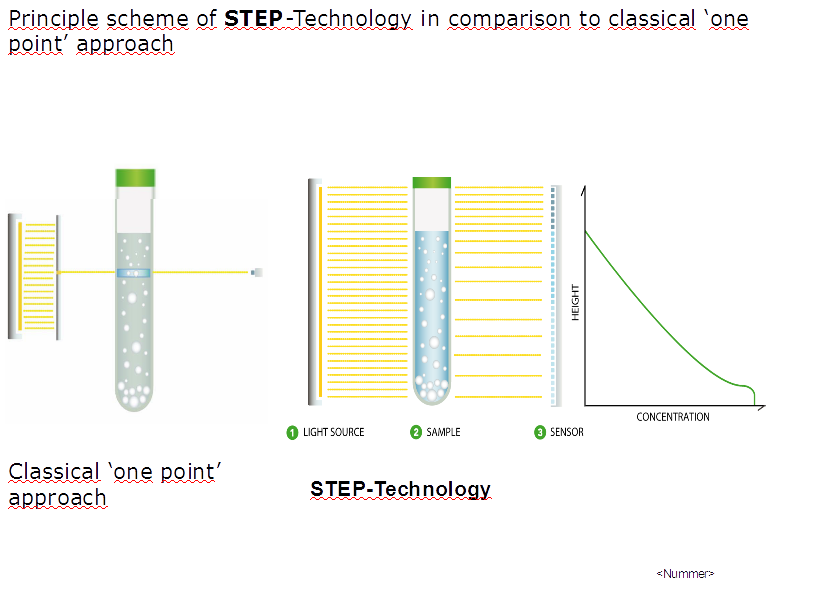 Principle scheme of STEP-Technology in comparison to classical ‘one
point’ approach
HEIGHT
CONCENTRATION
1 LIGHT SOURCE
2 SAMPLE
3 SENSOR
Classical ‘one point’
approach
STEP-Technology
<Nummer>